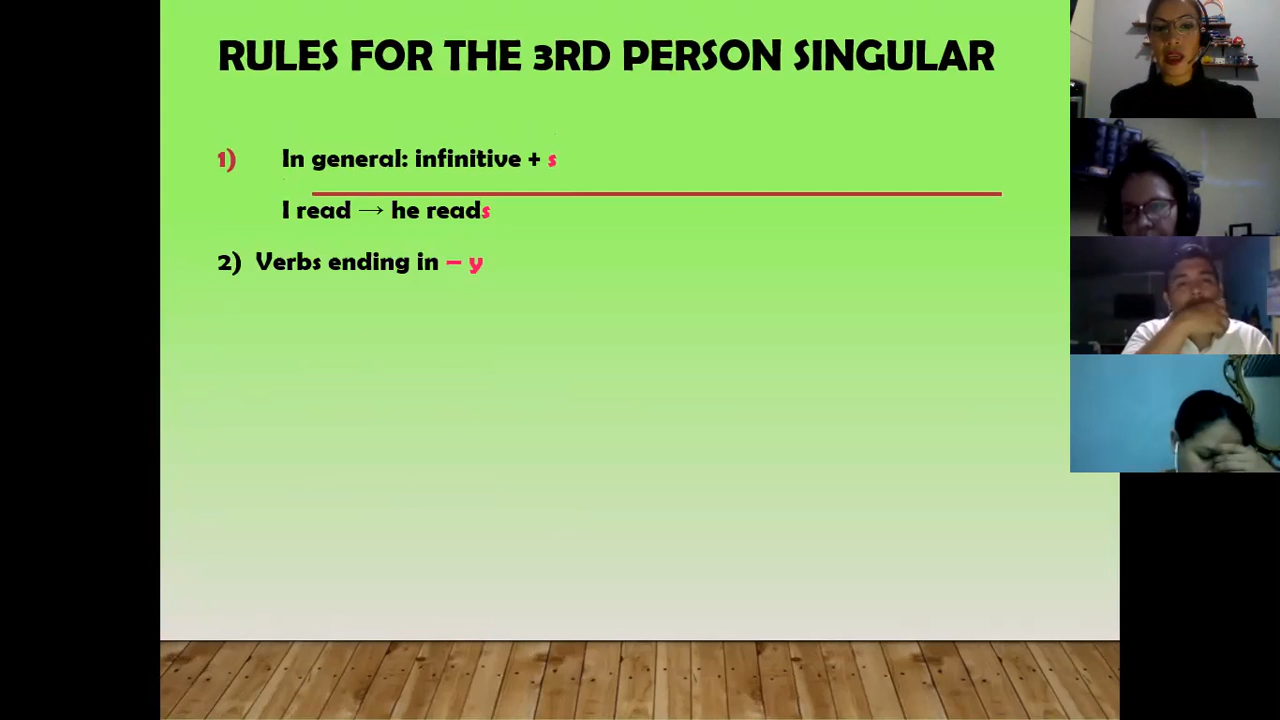 RULES FOR THE 3RD PERSON SINGULAR
1) In general: infinitive + s
I read → he reads
2) Verbs ending in – y